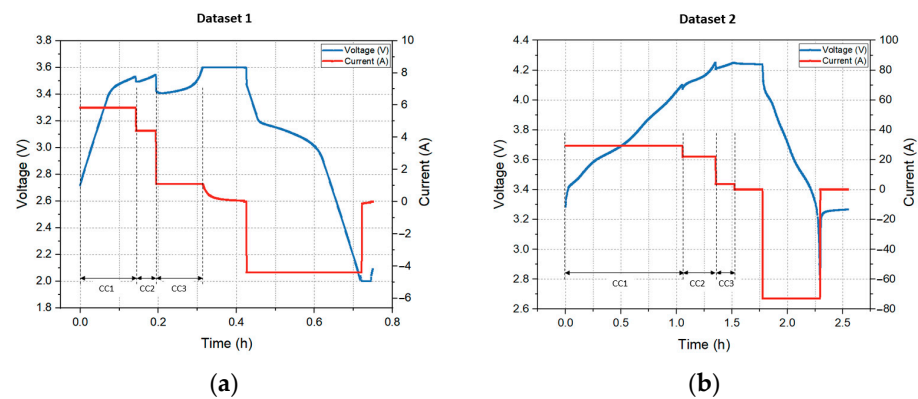 Dataset 1
Voltage (V)
Current (A)
3.8
3.6
3.4
3.2
3.0
2.8
2.6
2.4
2.2
2.0
1.8
Voltage (V)
10
8
6
4
2
0
−2
−4
−6
Current (A)
CC1
CC2
CC3
0.0
0.2
0.4
0.6
0.8
Time (h)
(a)
Dataset 2
Voltage (V)
Current (A)
4.4
4.2
4.0
3.8
3.6
3.4
3.2
3.0
2.8
2.6
Voltage (V)
100
80
60
40
20
0
−20
−40
−60
−80
Current (A)
CC1
CC2
CC3
0.0
0.5
1.0
1.5
2.0
2.5
Time (h)
(b)